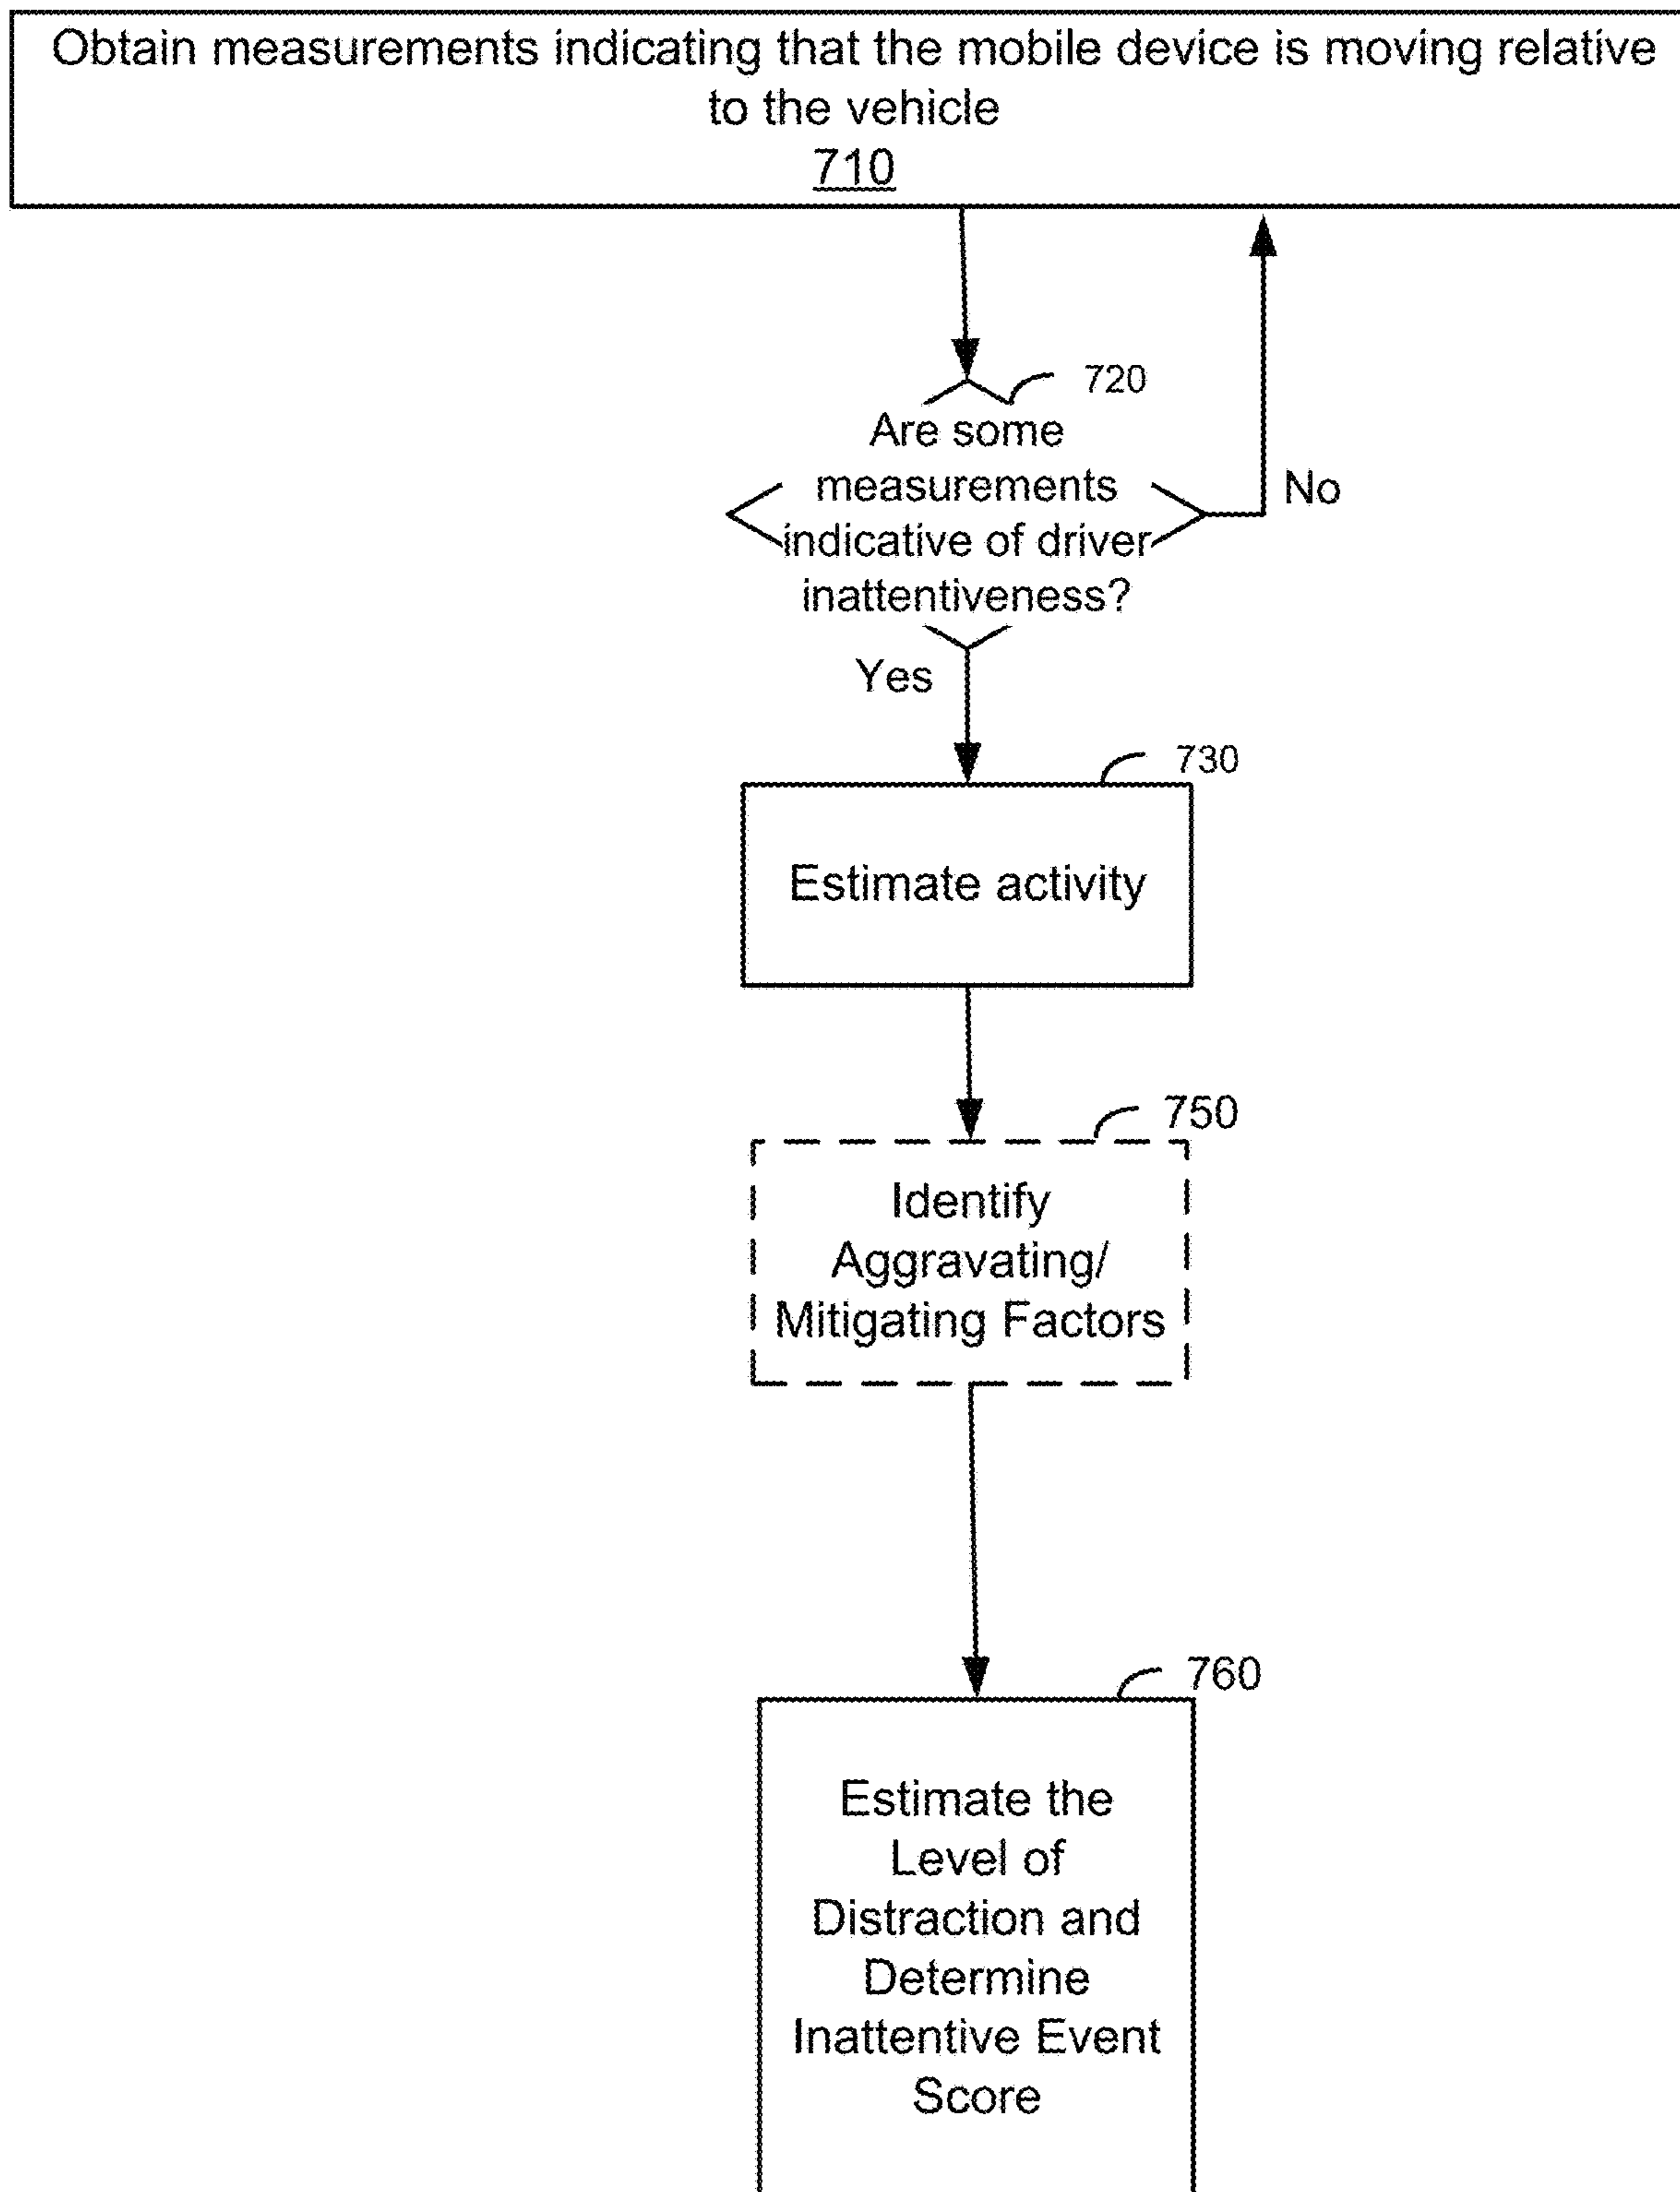 Obtain measurements indicating that the mobile device is moving relative
to the vehicle
710
720
Are some
measurements
indicative of driver
inattentiveness?
No
Yes
730
Estimate activity
750
Identify
Aggravating/
Mitigating Factors
760
Estimate the
Level of
Distraction and
Determine
Inattentive Event
Score